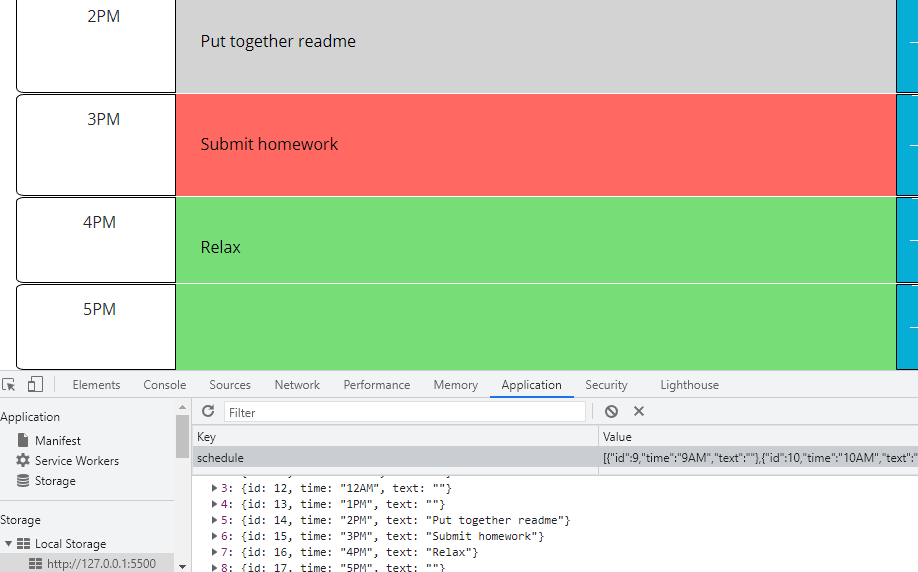 2PM
Put together readme
3PM
Submit homework
4PM
Relax
5PM
Elements Console Sources Network Performance Memory Application Security Lighthouse
Application
Manifest
Service Workers
Storage
Storage
Local Storage
http://127.0.0.1:5500
Filter
Key Value
schedule [{"id":9,"time":"9AM","text":""},{"id":10,"time":"10AM","text":"
3: {id: 12, time: "12AM", text: ""}
4: {id: 13, time: "1PM", text: ""}
5: {id: 14, time: "2PM", text: "Put together readme"}
6: {id: 15, time: "3PM", text: "Submit homework"}
7: {id: 16, time: "4PM", text: "Relax"}
8: {id: 17, time: "5PM", text: ""}